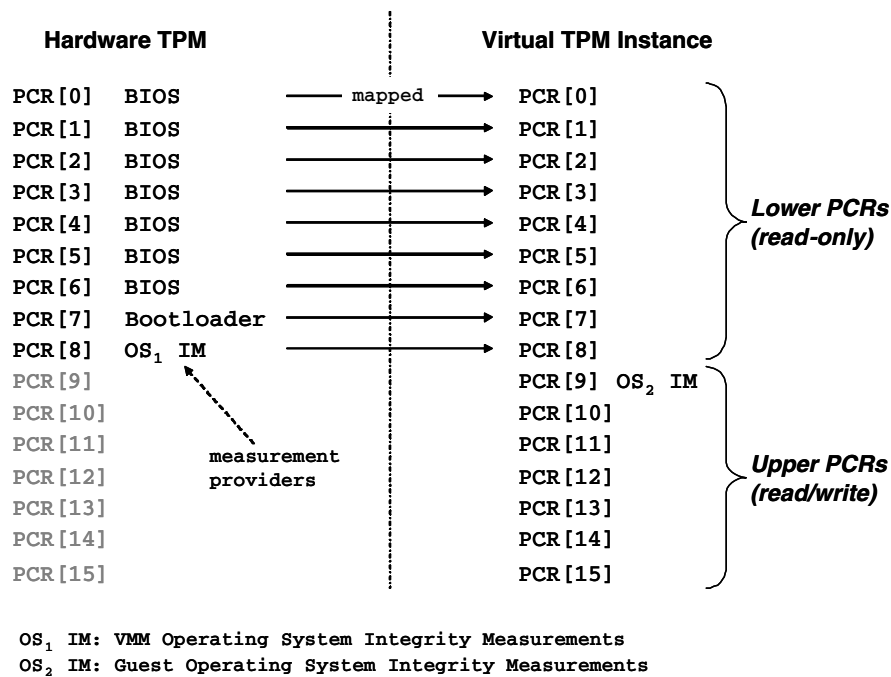 Hardware TPM Virtual TPM Instance
PCR[0] BIOS mapped PCR[0]
PCR[1] BIOS PCR[1]
PCR[2] BIOS PCR[2]
PCR[3] BIOS PCR[3]
PCR[4] BIOS PCR[4]
PCR[5] BIOS PCR[5]
PCR[6] BIOS PCR[6]
PCR[7] Bootloader PCR[7]
PCR[8] OS₁ IM PCR[8]
Lower PCRs
(read-only)
PCR[9] PCR[9] OS₂ IM
PCR[10] PCR[10]
PCR[11] PCR[11]
PCR[12] PCR[12]
PCR[13] PCR[13]
PCR[14] PCR[14]
PCR[15] PCR[15]
measurement
providers
Upper PCRs
(read/write)
OS₁ IM: VMM Operating System Integrity Measurements
OS₂ IM: Guest Operating System Integrity Measurements